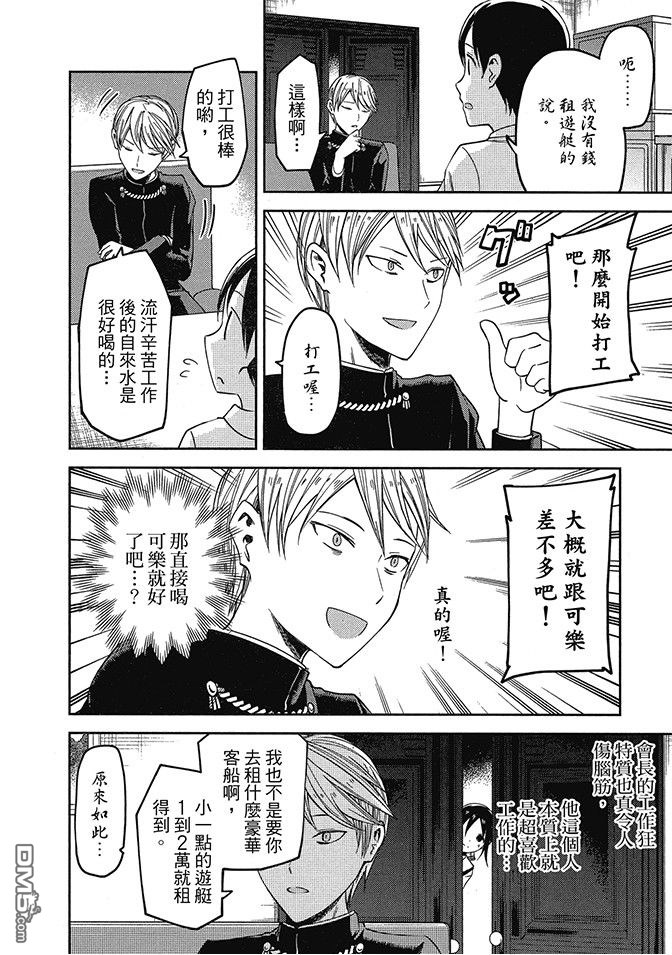 呃……
我沒有錢
租遊艇的
說。
這樣啊…
打工很棒
的喲，
流汗辛苦工作
後的自來水是
很好喝的…
那麼開始打工
吧！
グッ
打工喔…
大概就跟可樂
差不多吧！
真的喔！
那直接喝
可樂就好
了吧…？
會長的工作狂
特質也真令人
傷腦筋，
他這個人
本質上就
是超喜歡
工作的…
我也不是要你
去租什麼豪華
客船啊，
小一點的遊艇
1到2萬就租
得到。
原來如此…
DM5.com